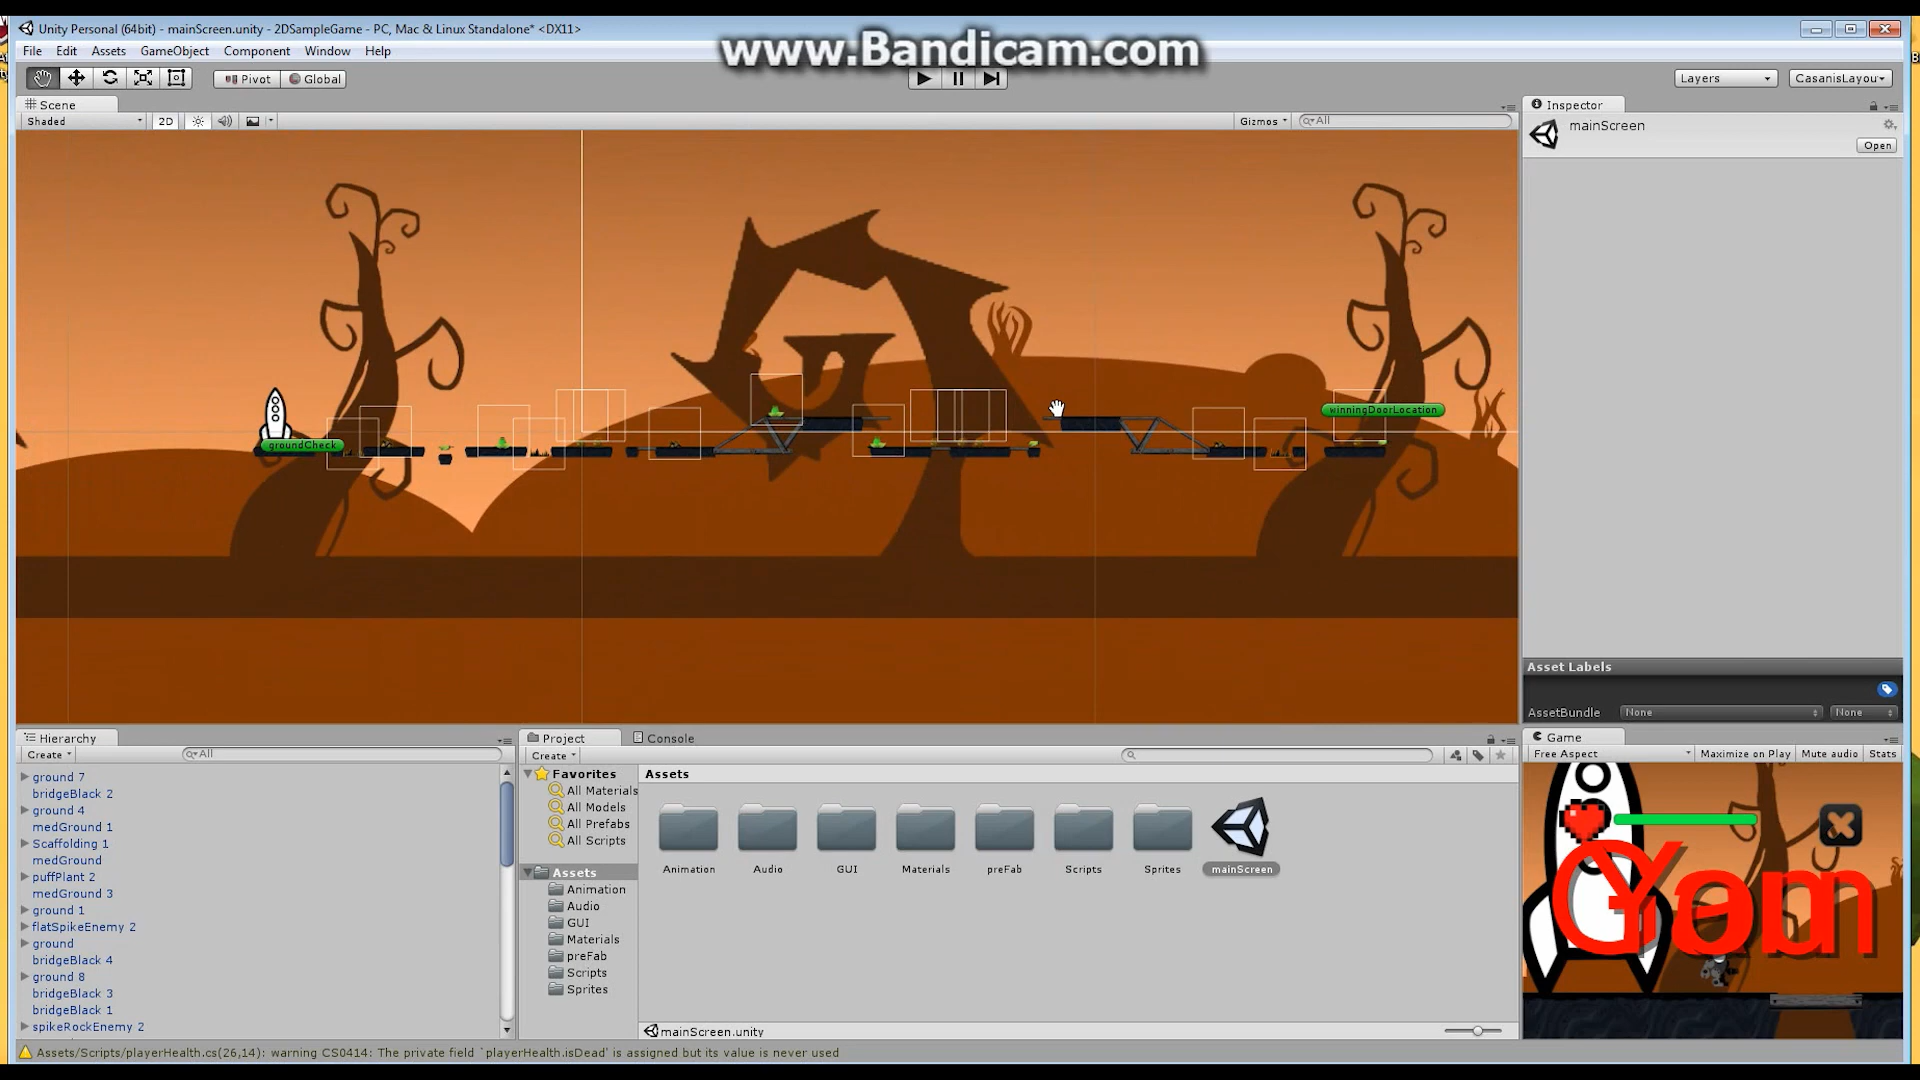 Unity Personal (64bit) - mainScreen.unity - 2DSampleGame - PC, Mac & Linux Standalone* <DX11>
www.Bandicam.com
File Edit Assets GameObject Component Window Help
Pivot Global
Layers CasanisLayou
Scene
Shaded 2D Gizmos All
Inspector
mainScreen
Open
winningDoorLocation
groundCheck
Asset Labels
AssetBundle None None
Hierarchy
Create All
ground 7
bridgeBlack 2
ground 4
medGround 1
Scaffolding 1
medGround
puffPlant 2
medGround 3
ground 1
flatSpikeEnemy 2
ground
bridgeBlack 4
ground 8
bridgeBlack 3
bridgeBlack 1
spikeRockEnemy 2
Project Console
Create
Favorites
All Materials
All Models
All Prefabs
All Scripts
Assets
Animation
Audio
GUI
Materials
preFab
Scripts
Sprites
Assets
Animation Audio GUI Materials preFab Scripts Sprites mainScreen
mainScreen.unity
Game
Free Aspect Maximize on Play Mute audio Stats
Assets/Scripts/playerHealth.cs(26,14): warning CS0414: The private field `playerHealth.isDead' is assigned but its value is never used